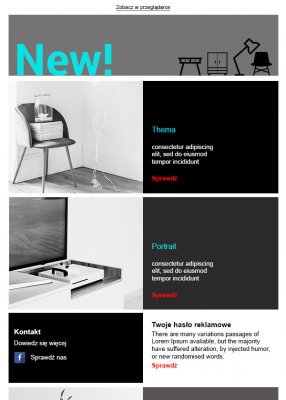 Zobacz w przeglądarce
New!
Thema
consectetur adipiscing
elit, sed do eiusmod
tempor incididunt
Sprawdź
Portrait
consectetur adipiscing
elit, sed do eiusmod
tempor incididunt
Sprawdź
Kontakt
Dowiedz się więcej
f Spradź nas
Twoje hasło reklamowe
There are many variations passages of
Lorem Ipsum avaliable, but the majority
have suffered alteration, by injected humor,
or new randomised words.
Sprawdź